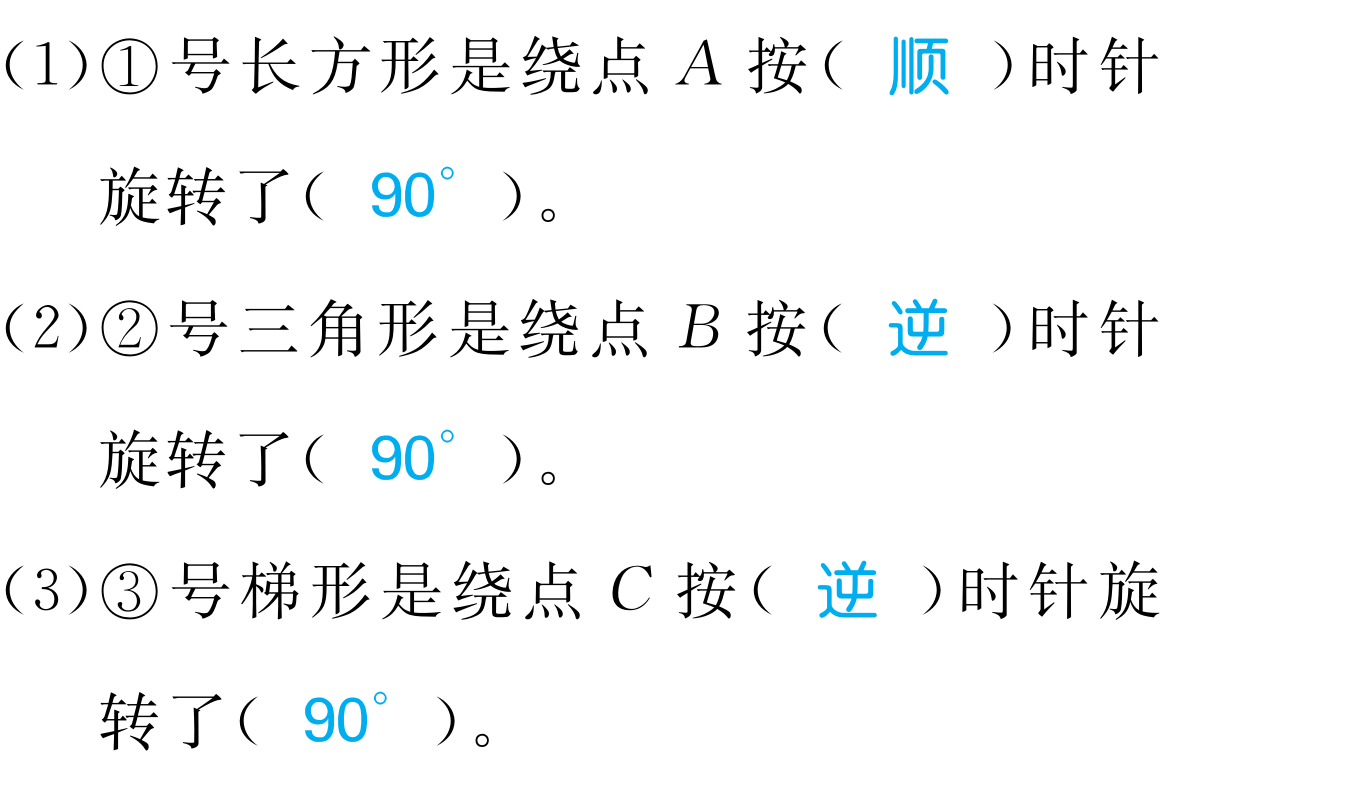 (1)①号长方形是绕点 A 按( 顺 )时针
旋转了( 90° )。
(2)②号三角形是绕点 B 按( 逆 )时针
旋转了( 90° )。
(3)③号梯形是绕点 C 按( 逆 )时针旋
转了( 90° )。